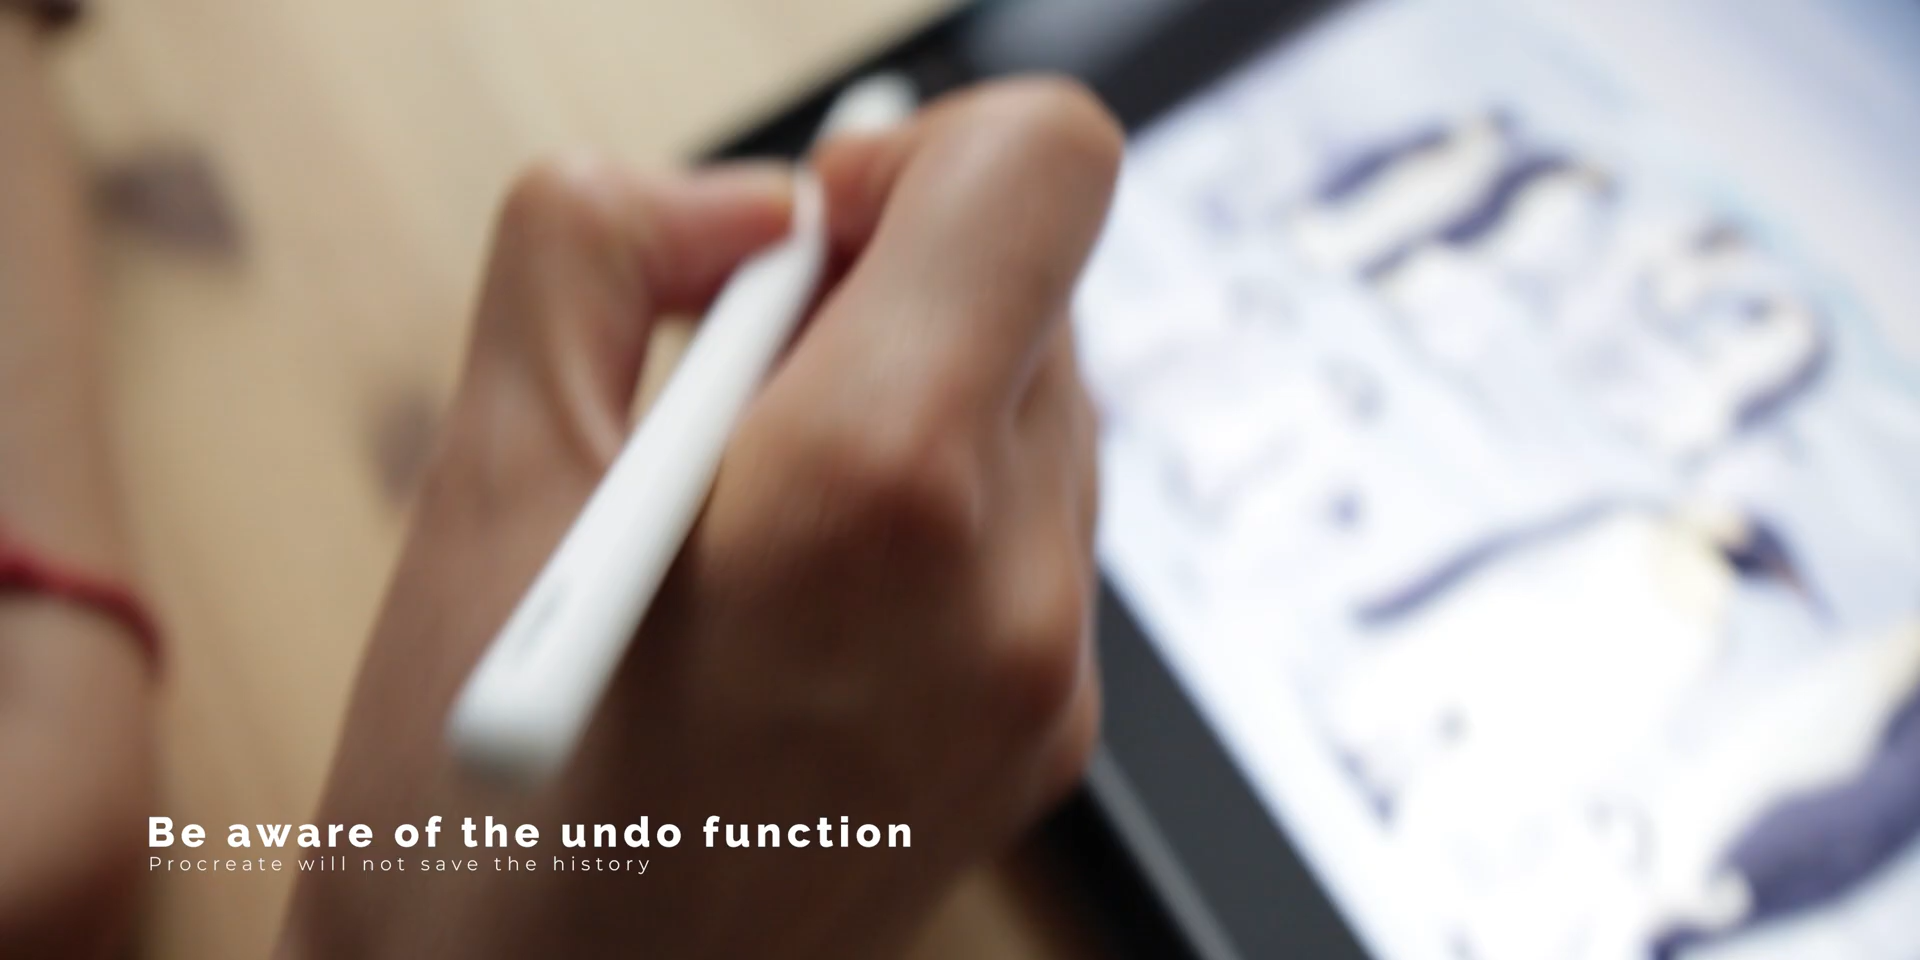 Be aware of the undo function
Procreate will not save the history